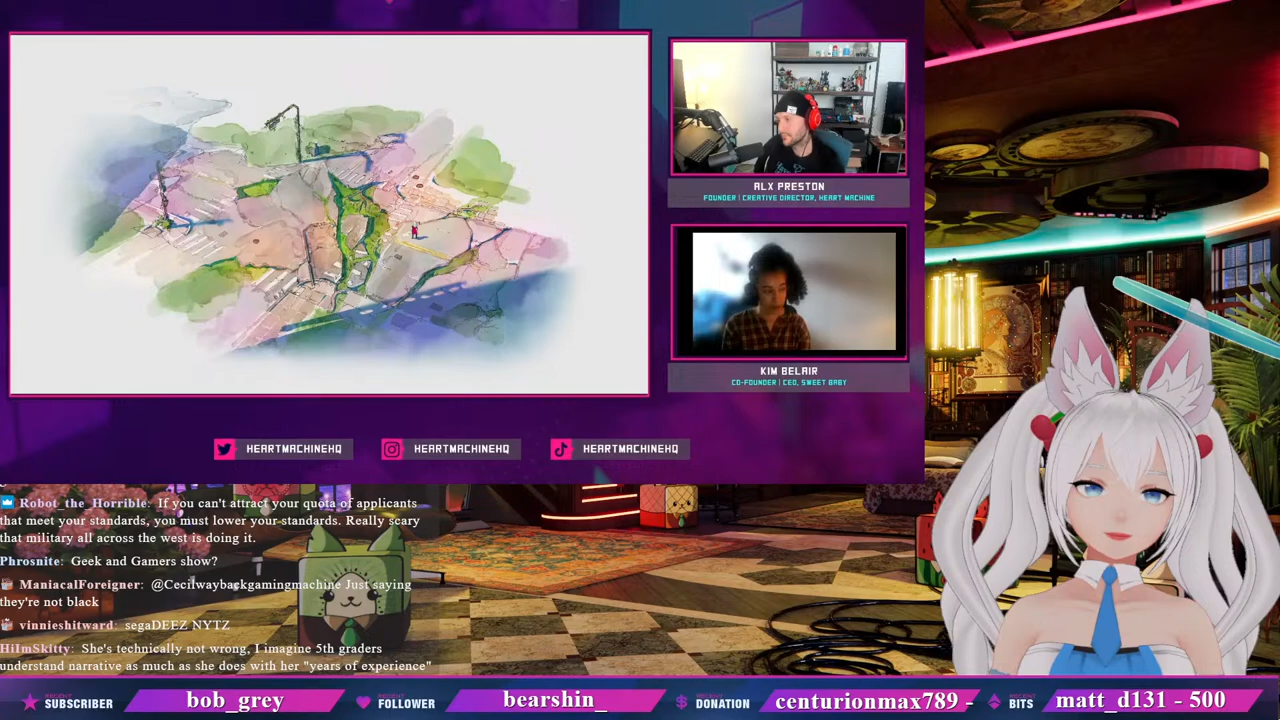 ALX PRESTON
FOUNDER | CREATIVE DIRECTOR, HEART MACHINE
KIM BELAIR
CO-FOUNDER | CEO, SWEET BABY
HEARTMACHINEHQ
HEARTMACHINEHQ
HEARTMACHINEHQ
Robot_the_Horrible: If you can't attract your quota of applicants
that meet your standards, you must lower your standards. Really scary
that military all across the west is doing it.
Phrosnite: Geek and Gamers show?
ManiacalForeigner: @Cecilwaybackgamingmachine Just saying
they're not black
vinnieshitward: segaDEEZ NYTZ
HiImSkitty: She's technically not wrong, I imagine 5th graders
understand narrative as much as she does with her "years of experience"
RECENT
SUBSCRIBER
bob_grey
RECENT
FOLLOWER
bearshin_
RECENT
DONATION
centurionmax789 -
RECENT
BITS
matt_d131 - 500